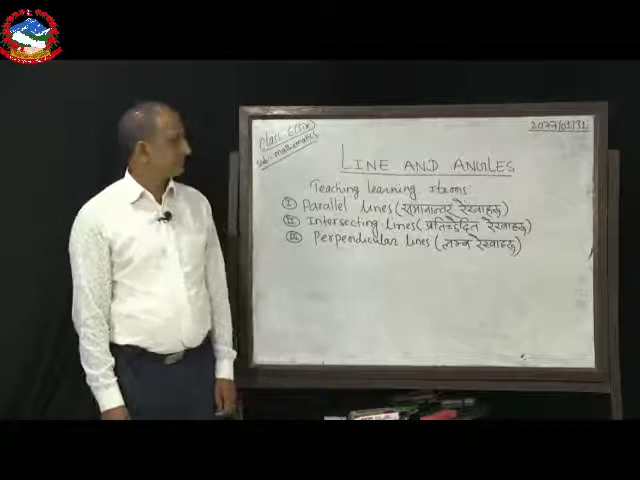 Class-6(Six)
Sub:- mathematics
2077/01/31
LINE AND ANGLES
Teaching learning items:
I Parallel lines (समानान्तर रेखाहरू)
II Intersecting lines (प्रतिच्छेदित रेखाहरू)
III Perpendicular lines (लम्ब रेखाहरू)